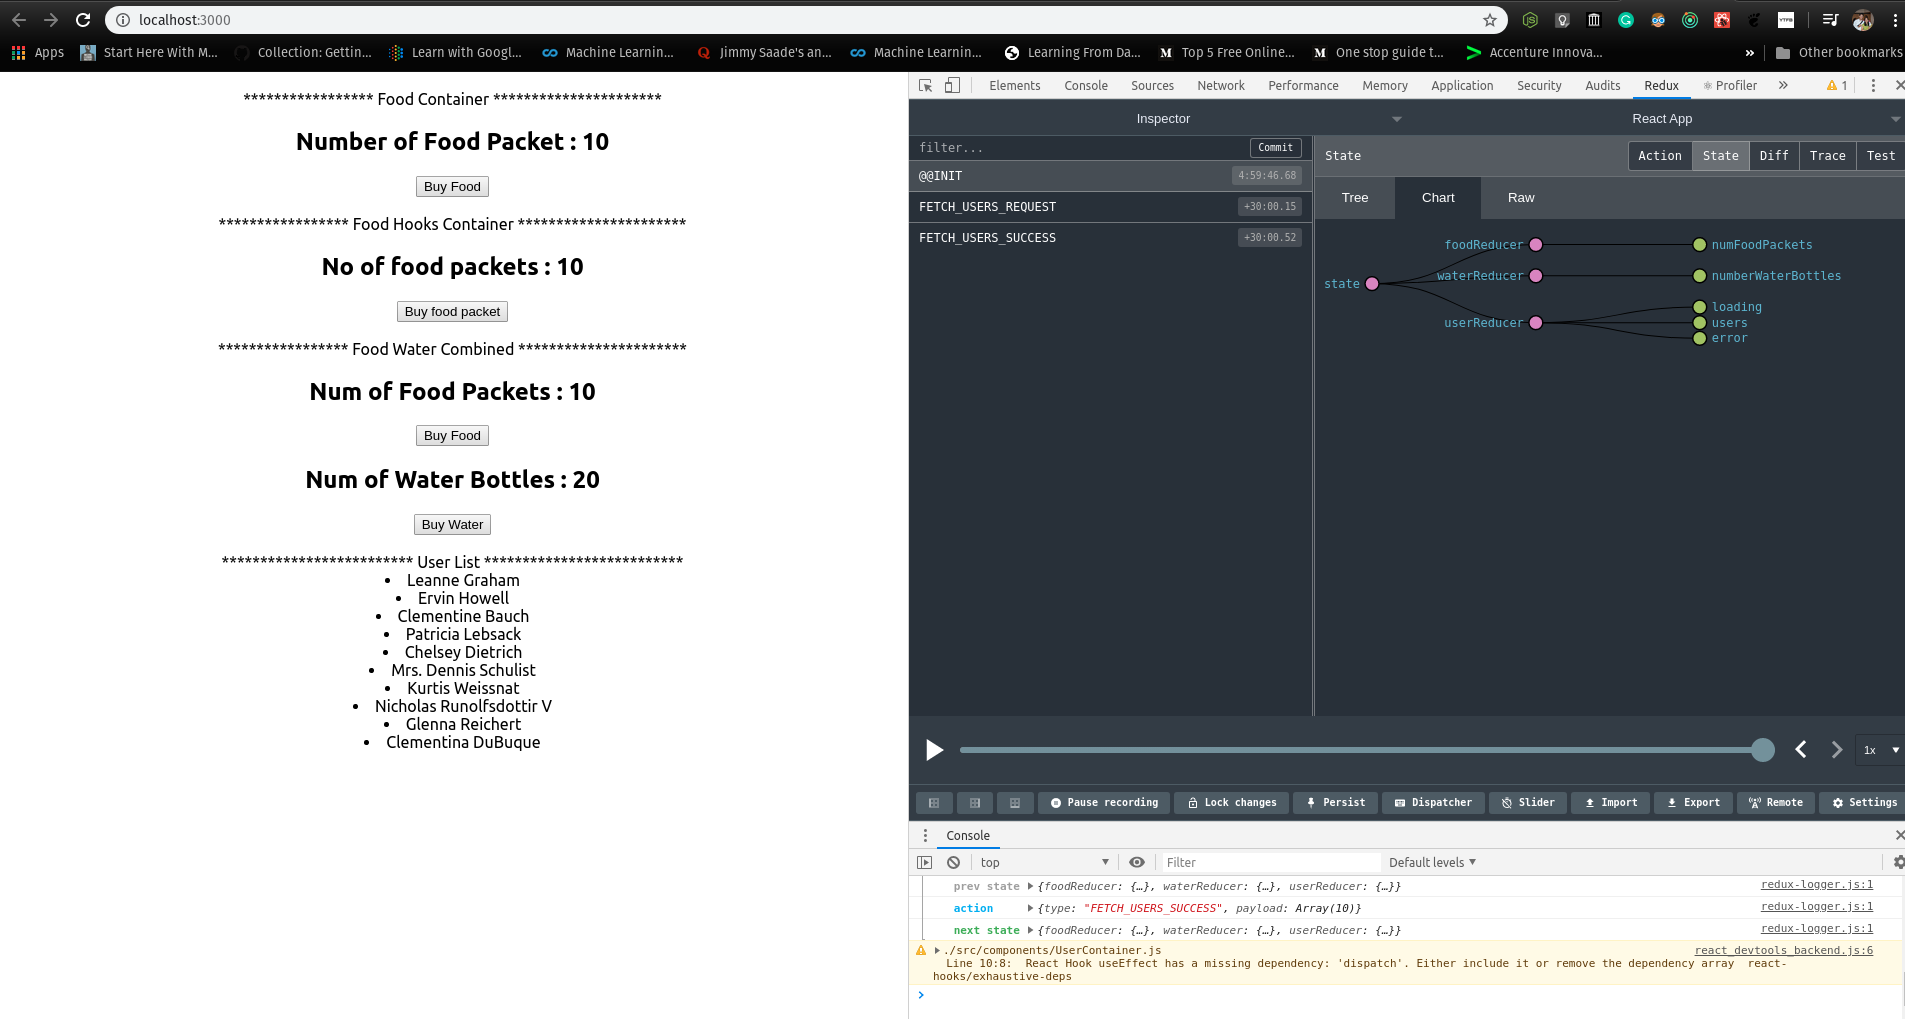 localhost:3000
Apps Start Here With M... Collection: Gettin... Learn with Googl... Machine Learnin... Jimmy Saade's an... Machine Learnin... Learning From Da... Top 5 Free Online... One stop guide t... Accenture Innova... » Other bookmarks
***************** Food Container **********************
Number of Food Packet : 10
Buy Food
***************** Food Hooks Container **********************
No of food packets : 10
Buy food packet
***************** Food Water Combined **********************
Num of Food Packets : 10
Buy Food
Num of Water Bottles : 20
Buy Water
************************* User List **************************
• Leanne Graham
• Ervin Howell
• Clementine Bauch
• Patricia Lebsack
• Chelsey Dietrich
• Mrs. Dennis Schulist
• Kurtis Weissnat
• Nicholas Runolfsdottir V
• Glenna Reichert
• Clementina DuBuque
Elements Console Sources Network Performance Memory Application Security Audits Redux Profiler » 1
Inspector React App
filter... Commit
@@INIT 4:59:46.68
FETCH_USERS_REQUEST +30:00.15
FETCH_USERS_SUCCESS +30:00.52
State Action State Diff Trace Test
Tree Chart Raw
foodReducer numFoodPackets
waterReducer numberWaterBottles
state
loading
userReducer users
error
1x
Pause recording Lock changes Persist Dispatcher Slider Import Export Remote Settings
Console
top Filter Default levels
prev state {foodReducer: {…}, waterReducer: {…}, userReducer: {…}} redux-logger.js:1
action {type: "FETCH_USERS_SUCCESS", payload: Array(10)} redux-logger.js:1
next state {foodReducer: {…}, waterReducer: {…}, userReducer: {…}} redux-logger.js:1
./src/components/UserContainer.js react_devtools_backend.js:6
Line 10:8: React Hook useEffect has a missing dependency: 'dispatch'. Either include it or remove the dependency array react-
hooks/exhaustive-deps